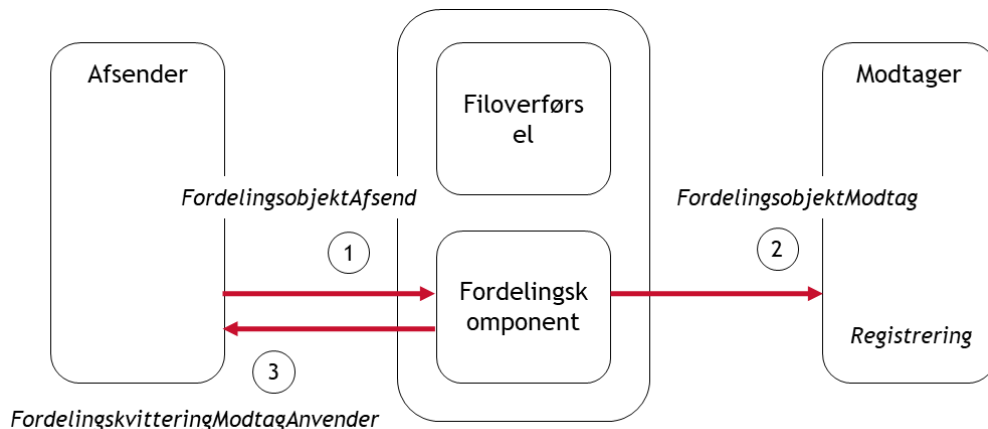 Afsender
Filoverførs
el
Modtager
FordelingsobjektAfsend
FordelingsobjektModtag
1
2
Fordelingsk
omponent
Registrering
3
FordelingskvitteringModtagAnvender